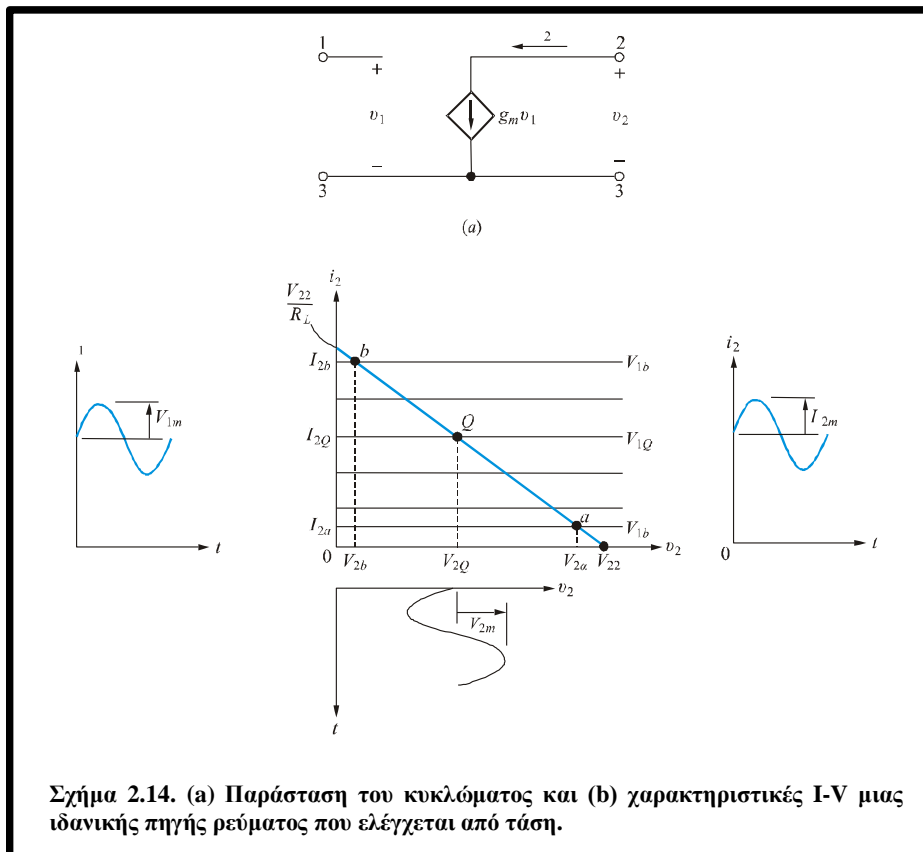 1
2
2
+
+
υ1
gmυ1
υ2
−
−
3
3
(a)
i2
V22
RL
b
I2b
V1b
Q
I2Q
V1Q
a
I2a
V1b
0
V2b
V2Q
V2α
V22
υ2
1
V1m
t
i2
I2m
0
t
υ2
V2m
t
Σχήμα 2.14. (a) Παράσταση του κυκλώματος και (b) χαρακτηριστικές I-V μιας
ιδανικής πηγής ρεύματος που ελέγχεται από τάση.